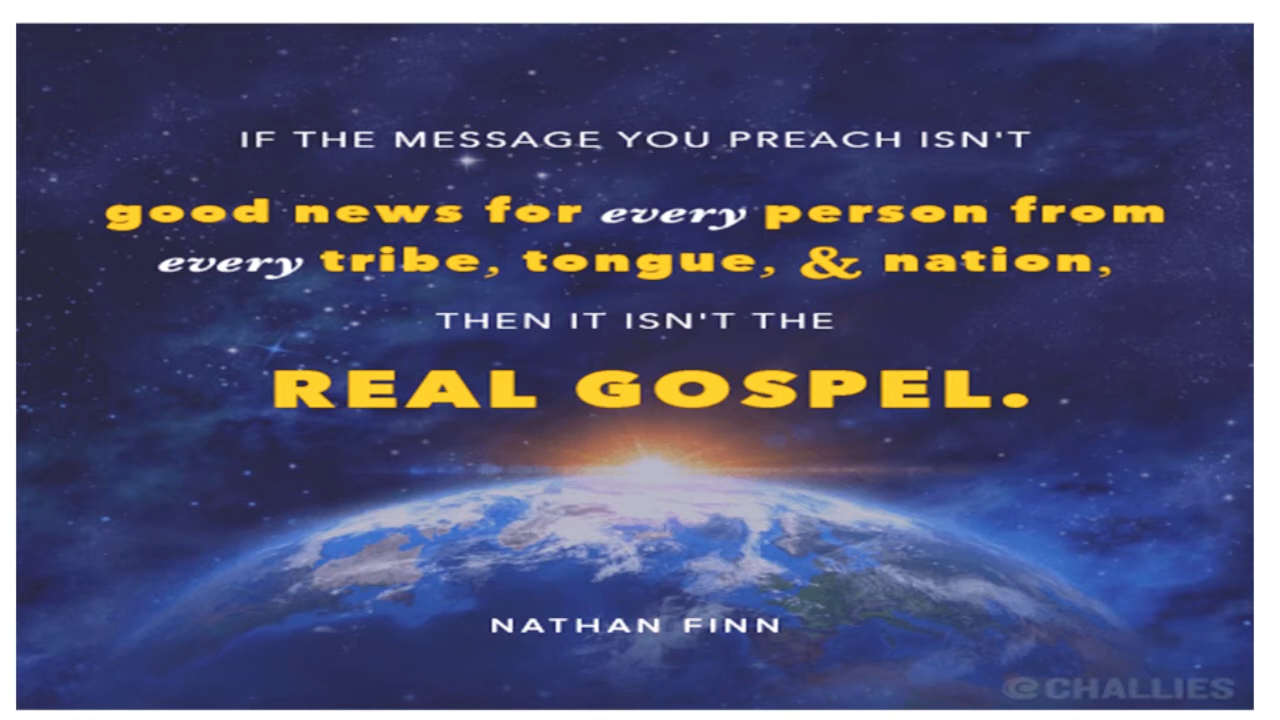 IF THE MESSAGE YOU PREACH ISN'T
good news for every person from
every tribe, tongue, & nation,
THEN IT ISN'T THE
REAL GOSPEL.
NATHAN FINN
@CHALLIES